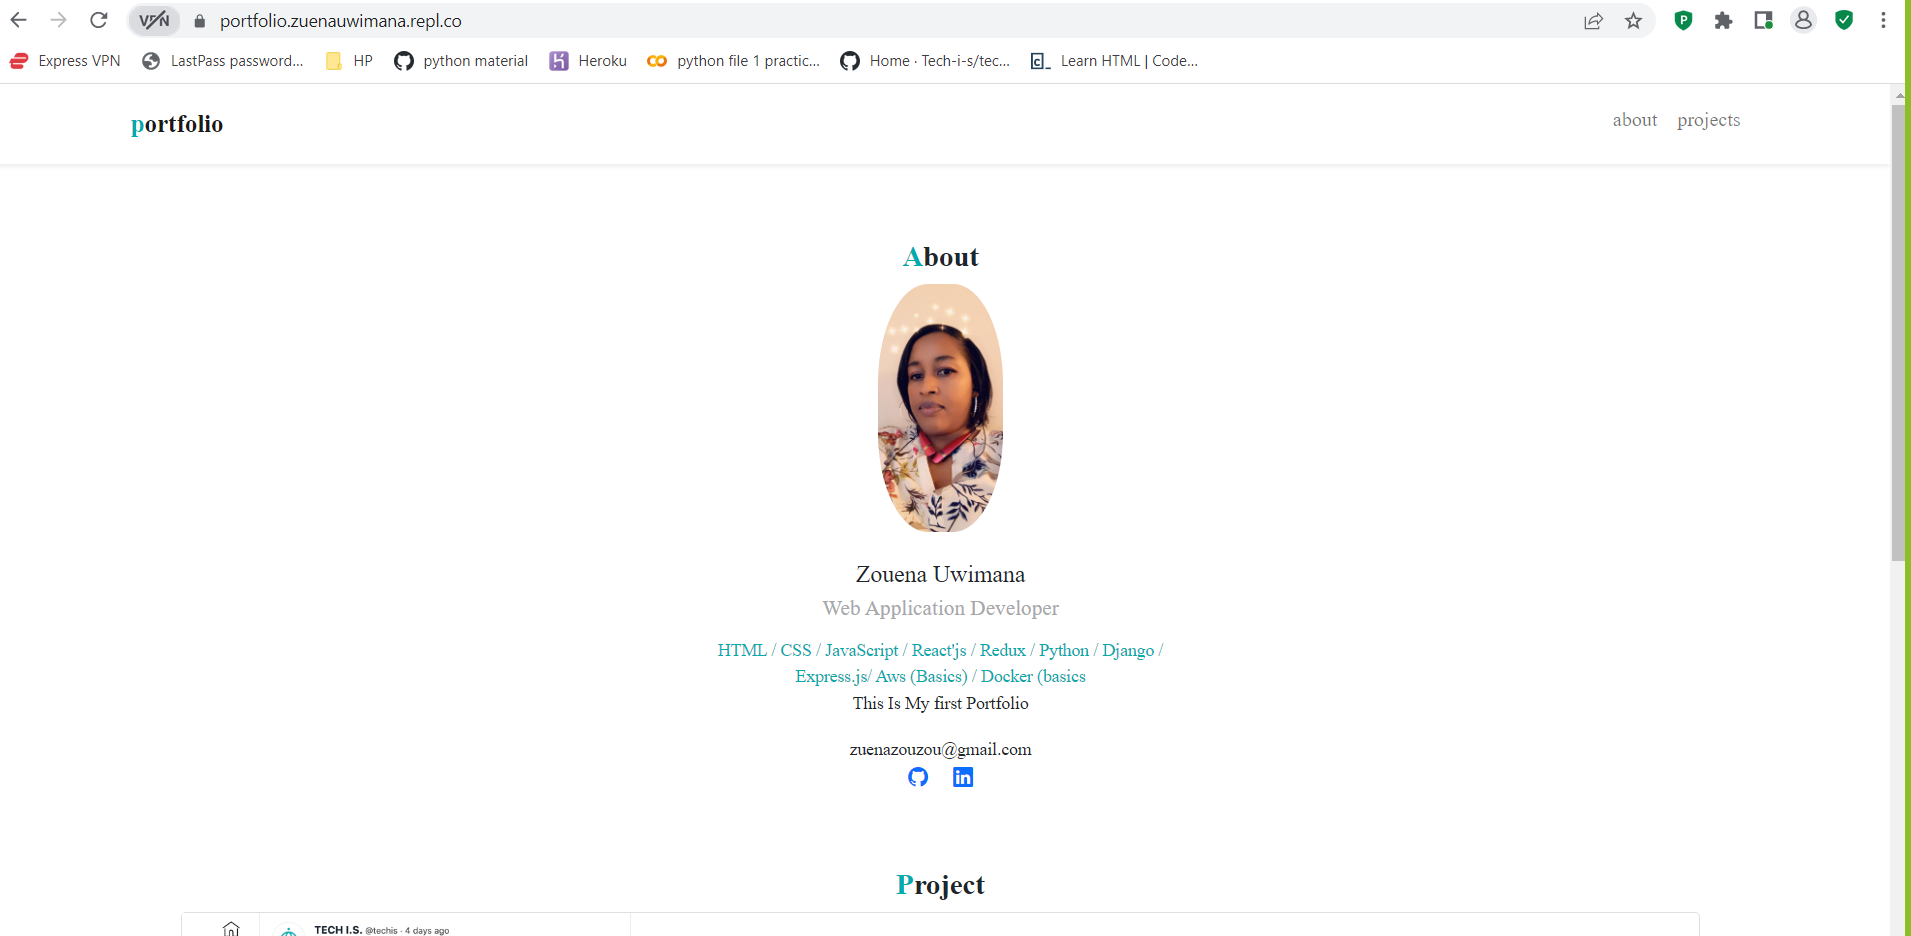 VPN portfolio.zuenauwimana.repl.co
Express VPN LastPass password... HP python material Heroku python file 1 practic... Home · Tech-i-s/tec... Learn HTML | Code...
portfolio about projects
About
Zouena Uwimana
Web Application Developer
HTML / CSS / JavaScript / React'js / Redux / Python / Django /
Express.js/ Aws (Basics) / Docker (basics
This Is My first Portfolio
zuenazouzou@gmail.com
Project
TECH I.S. @techis · 4 days ago